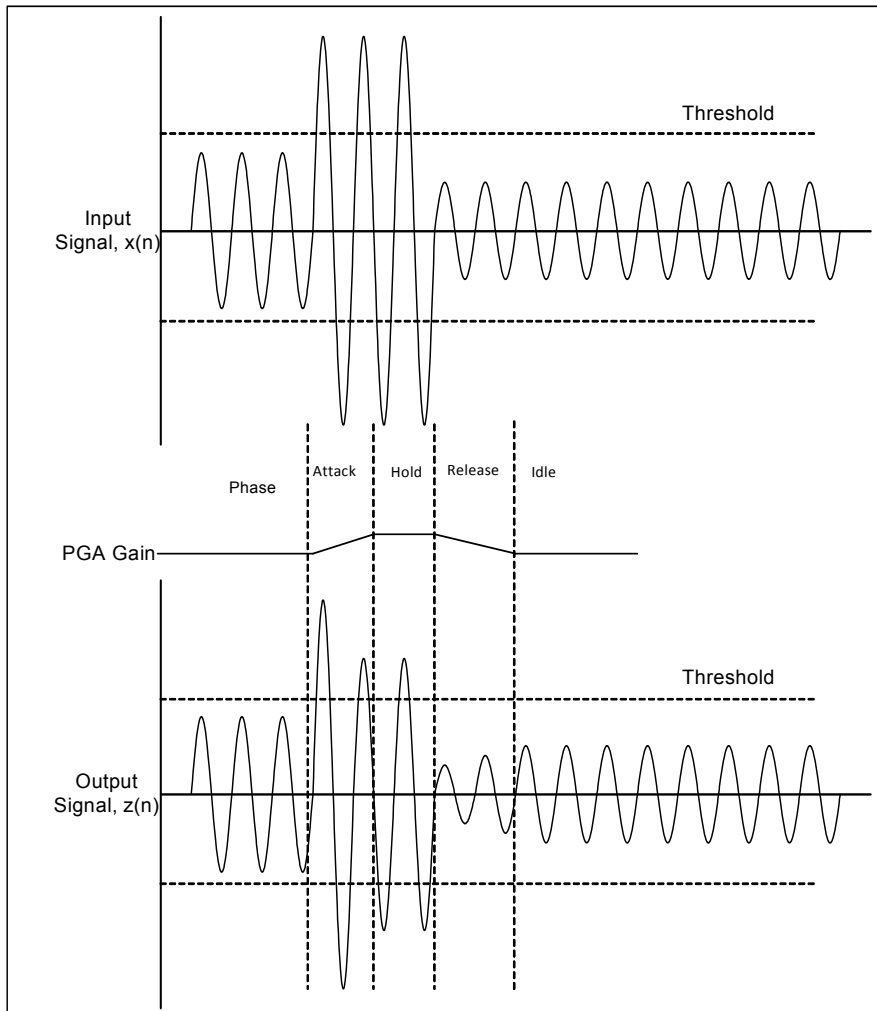 Threshold
Input
Signal, x(n)
Attack
Hold
Release
Idle
Phase
PGA Gain
Threshold
Output
Signal, z(n)